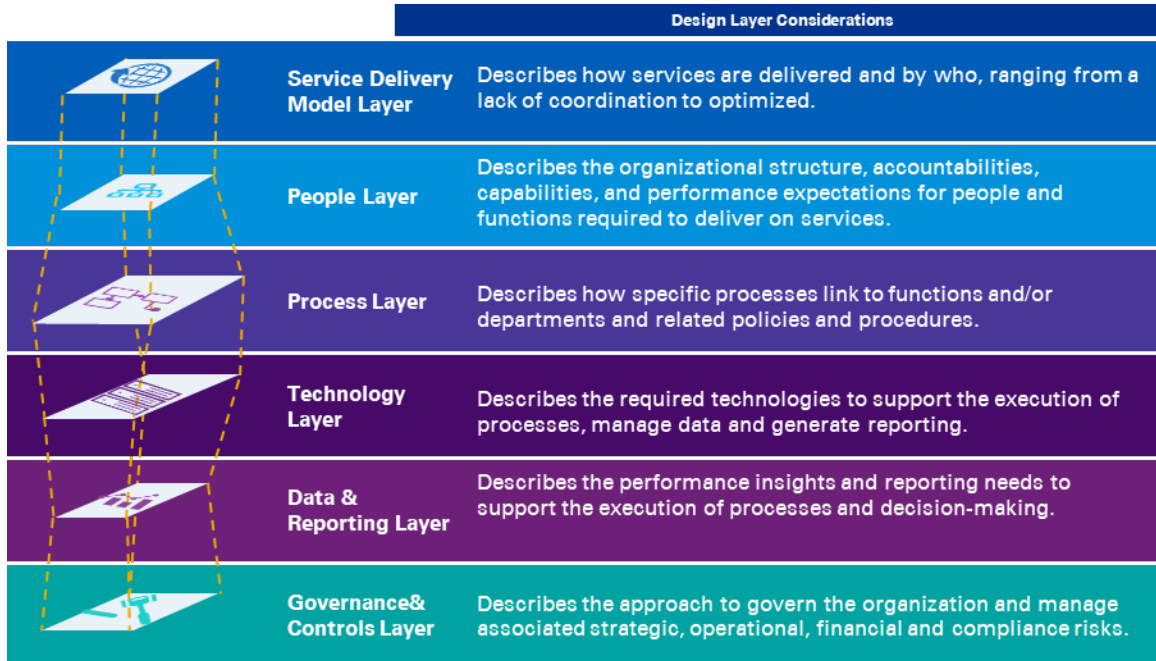 Design Layer Considerations
Service Delivery
Model Layer
Describes how services are delivered and by who, ranging from a
lack of coordination to optimized.
People Layer
Describes the organizational structure, accountabilities,
capabilities, and performance expectations for people and
functions required to deliver on services.
Process Layer
Describes how specific processes link to functions and/or
departments and related policies and procedures.
Technology
Layer
Describes the required technologies to support the execution of
processes, manage data and generate reporting.
Data &
Reporting Layer
Describes the performance insights and reporting needs to
support the execution of processes and decision-making.
Governance&
Controls Layer
Describes the approach to govern the organization and manage
associated strategic, operational, financial and compliance risks.